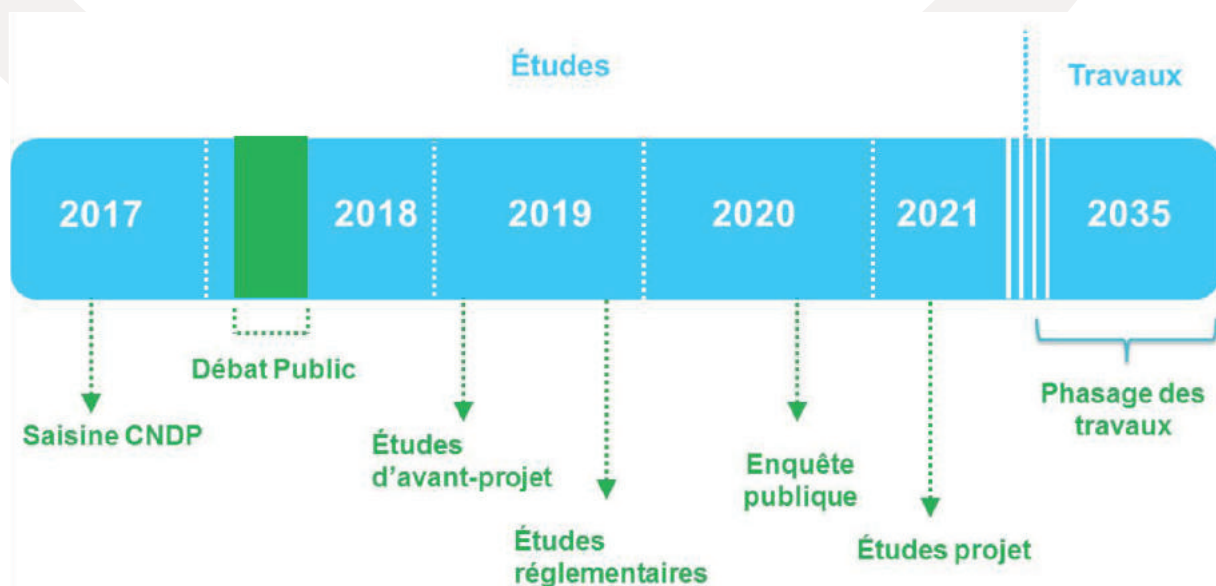 Études
Travaux
2017
2018
2019
2020
2021
2035
Débat Public
Saisine CNDP
Études
d’avant-projet
Études
réglementaires
Enquête
publique
Études projet
Phasage des
travaux